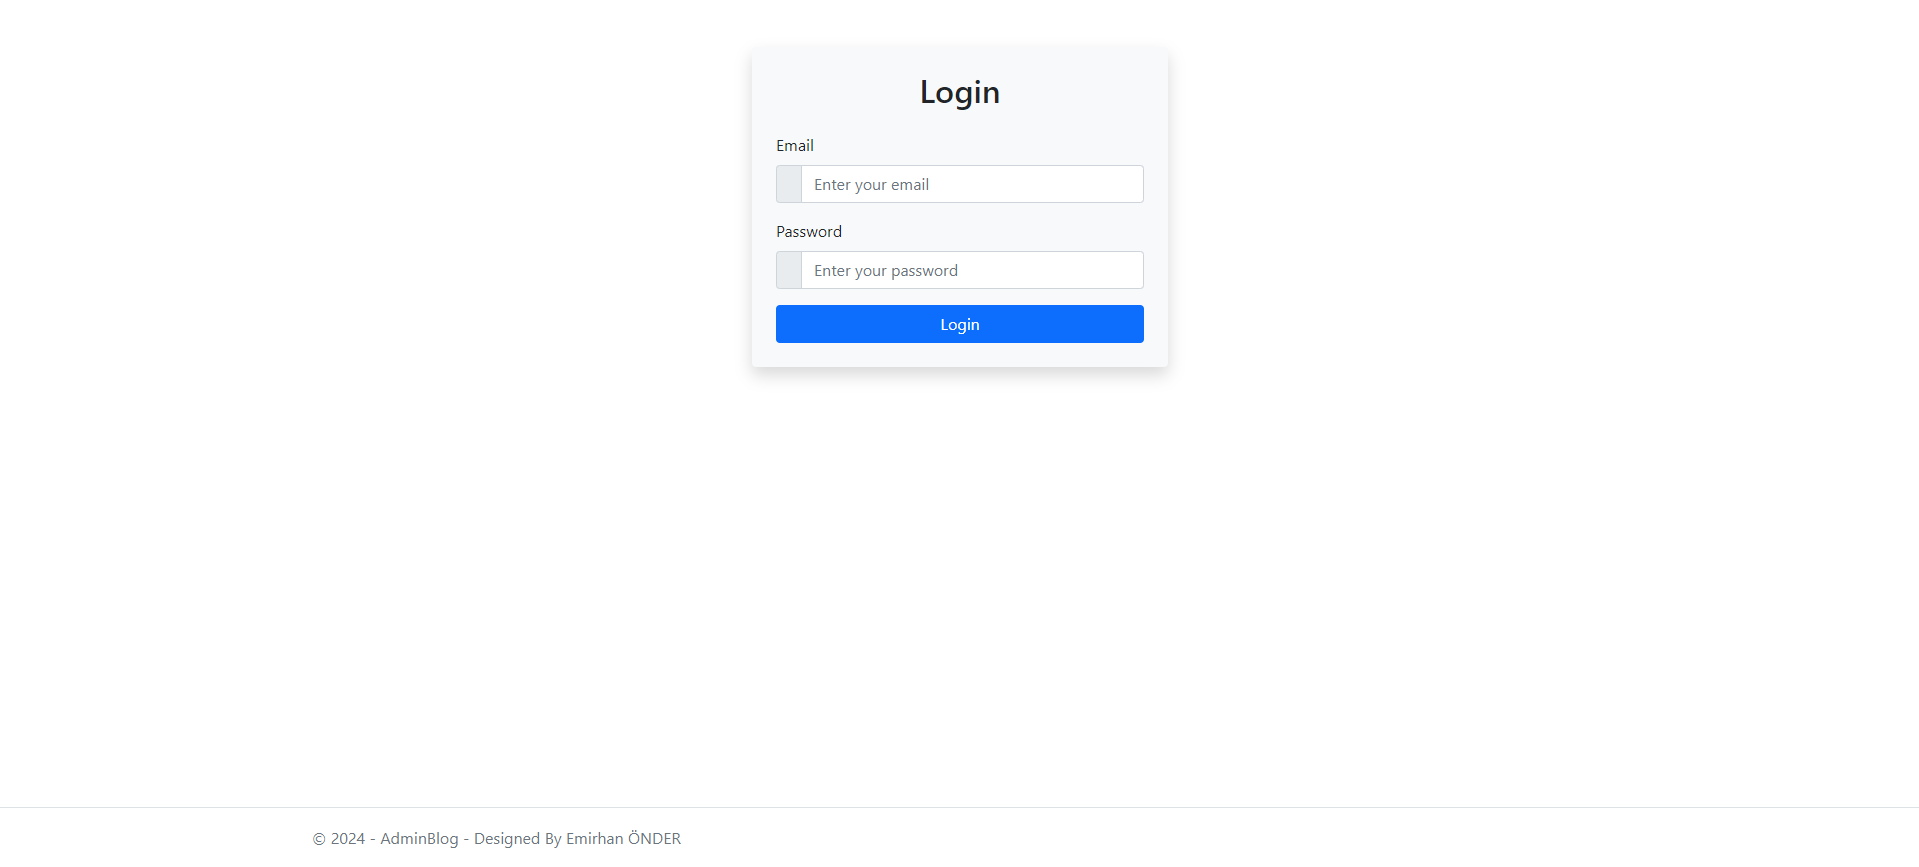 Login
Email
Enter your email
Password
Enter your password
Login
© 2024 - AdminBlog - Designed By Emirhan ÖNDER